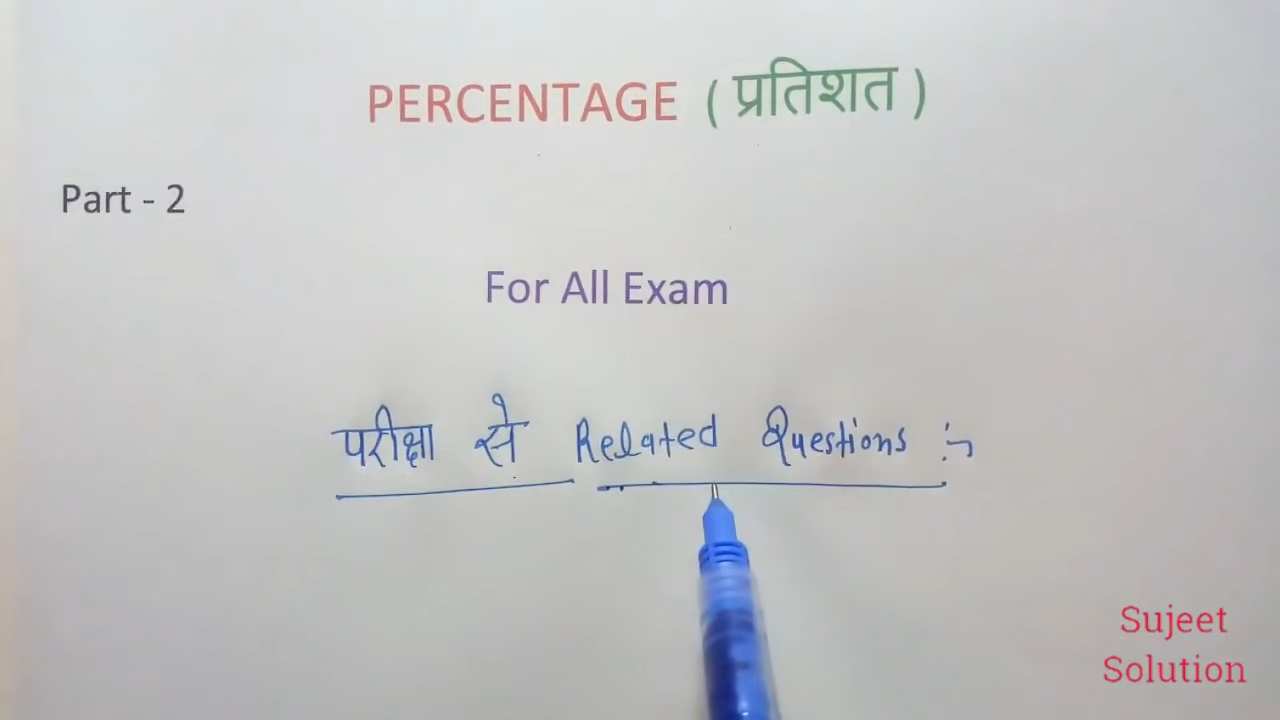 PERCENTAGE ( प्रतिशत )
Part - 2
For All Exam
परीक्षा से Related Questions :-
Sujeet
Solution